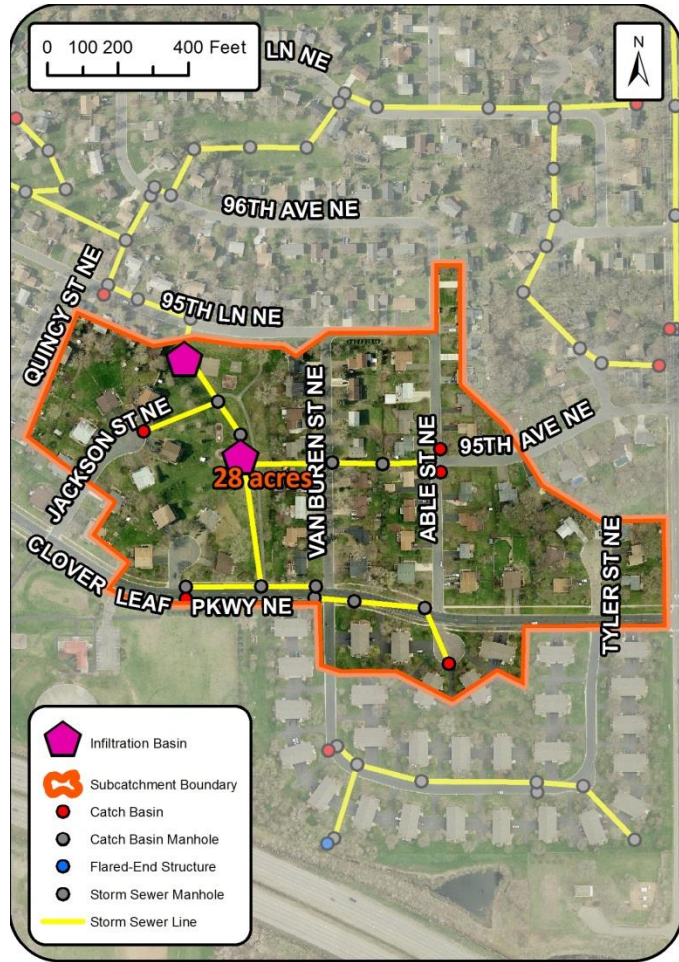 0 100 200 400 Feet
LN NE
N
96TH AVE NE
QUINCY ST NE
95TH LN NE
JACKSON ST NE
VAN BUREN ST NE
ABLE ST NE
95TH AVE NE
28 acres
CLOVER LEAF PKWY NE
TYLER ST NE
Infiltration Basin
Subcatchment Boundary
Catch Basin
Catch Basin Manhole
Flared-End Structure
Storm Sewer Manhole
Storm Sewer Line